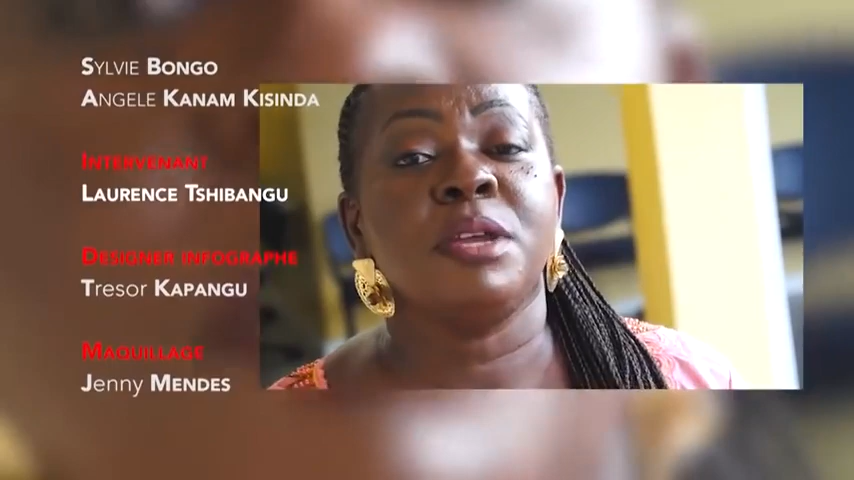 Sylvie Bongo
Angele Kanam Kisinda
Intervenant
Laurence Tshibangu
Designer infographe
Tresor Kapangu
Maquillage
Jenny Mendes